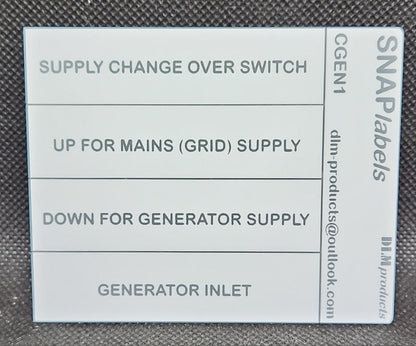 SUPPLY CHANGE OVER SWITCH
UP FOR MAINS (GRID) SUPPLY
DOWN FOR GENERATOR SUPPLY
GENERATOR INLET
SNAPlabels
DLM products
CGEN1
dlm-products@outlook.com